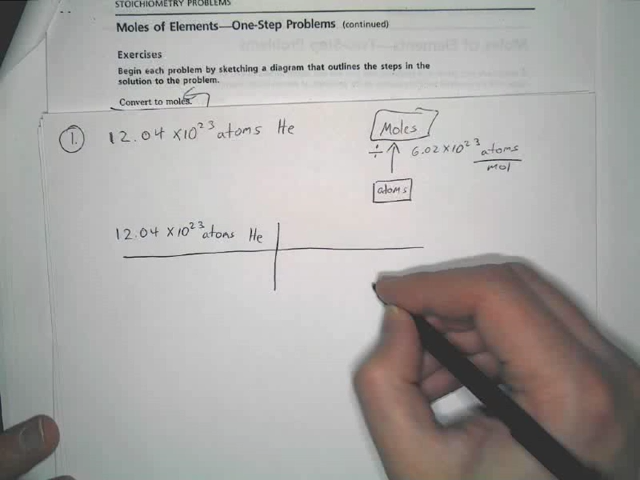 STOICHIOMETRY PROBLEMS
Moles of Elements—One-Step Problems (continued)
Exercises
Begin each problem by sketching a diagram that outlines the steps in the
solution to the problem.
Convert to moles.
1. 12.04 ×10²³ atoms He
Moles
÷ 6.02 × 10²³ atoms
mol
atoms
12.04 ×10²³ atoms He